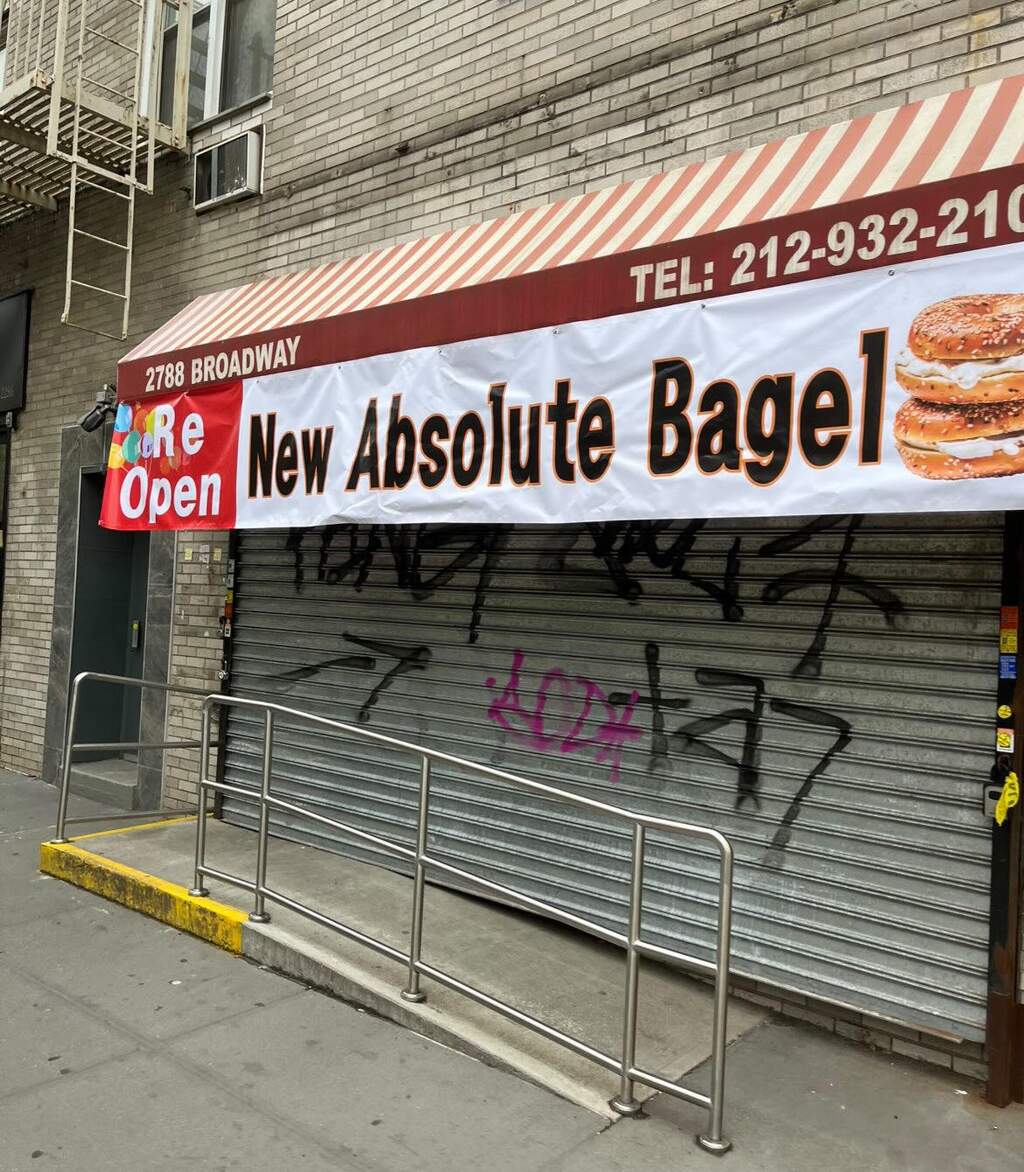 TEL: 212-932-210
2788 BROADWAY
Re
Open
New Absolute Bagel